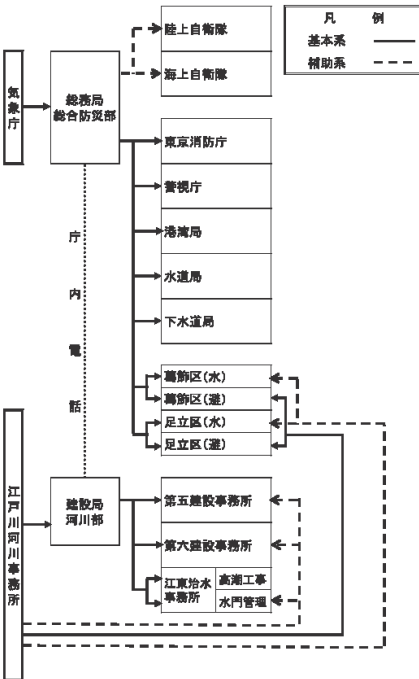 凡 例
基本系
補助系
陸上自衛隊
海上自衛隊
気象庁
総務局
総合防災部
東京消防庁
警視庁
港湾局
水道局
下水道局
庁内電話
葛飾区(水)
葛飾区(避)
足立区(水)
足立区(避)
江戸川河川事務所
建設局
河川部
第五建設事務所
第六建設事務所
江東治水
事務所
高潮工事
水門管理